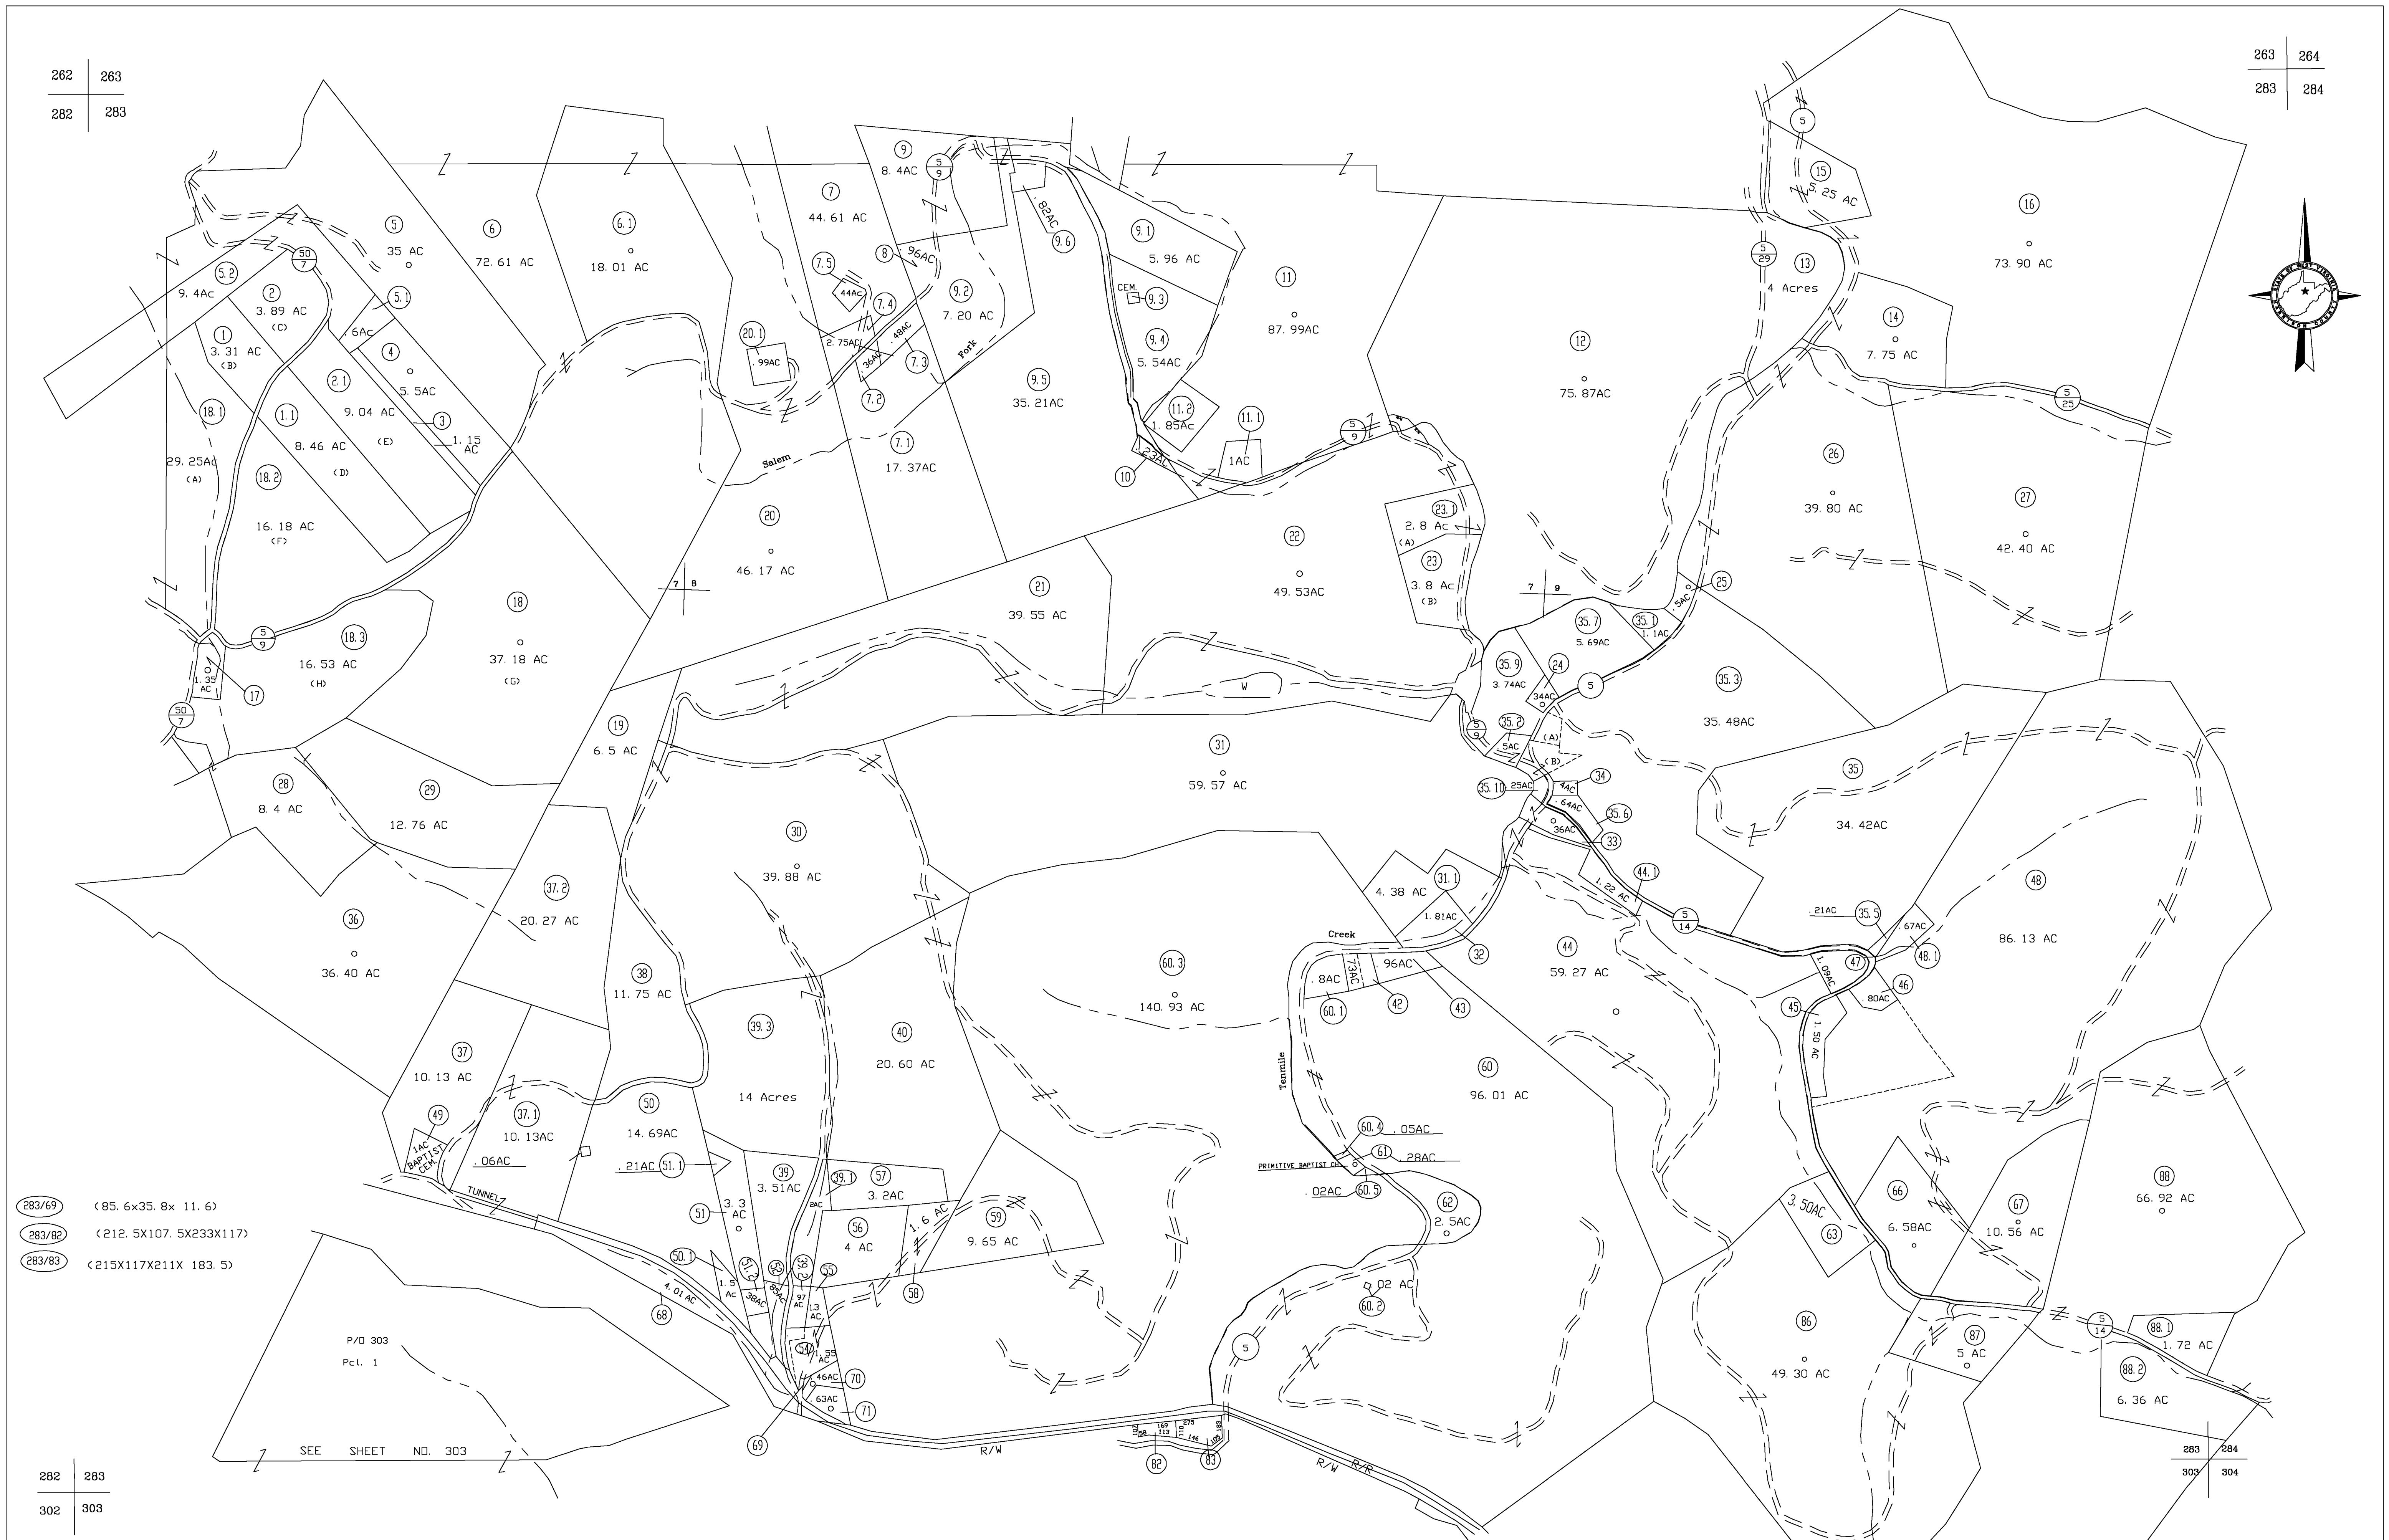 262 263
282 283
263 264
283 284
5
15
5. 25 AC
16
73. 90 AC
9
8. 4AC
5
9
7
44. 61 AC
. 82AC
9.6
5
35 AC
6
72. 61 AC
6.1
18. 01 AC
8
. 96AC
9.1
5. 96 AC
5
29
13
4 Acres
50
7
5.2
9. 4Ac
2
3. 89 AC
(C)
5.1
. 6Ac
7.5
. 44Ac
7.4
9.2
7. 20 AC
CEM.
9.3
11
87. 99AC
STATE OF WEST VIRGINIA
14
7. 75 AC
1
3. 31 AC
(B)
4
5. 5AC
20.1
. 99AC
2. 75AC
. 36AC
. 48AC
7.3
7.2
Fork
9.4
5. 54AC
12
75. 87AC
2.1
9. 04 AC
(E)
3
1. 15
AC
9.5
35. 21AC
5
25
18.1
29. 25Ac
(A)
1.1
8. 46 AC
(D)
11.2
1. 85Ac
11.1
1AC
5
9
7.1
17. 37AC
Salem
. 23AC
10
26
39. 80 AC
27
42. 40 AC
18.2
16. 18 AC
(F)
20
46. 17 AC
22
49. 53AC
23.1
2. 8 Ac
(A)
23
3. 8 Ac
(B)
7 8
7 9
21
39. 55 AC
25
. 5AC
18
37. 18 AC
(G)
5
9
18.3
16. 53 AC
(H)
1. 35
AC
17
50
7
35.7
5. 69AC
35.1
1. 1AC
35.9
3. 74AC
24
. 34AC
5
35.3
35. 48AC
W
19
6. 5 AC
31
59. 57 AC
5
9
35.2
. 5AC
(A)
(B)
35.10
. 25AC
34
. 4AC
. 64AC
35.6
. 36AC
33
35
34. 42AC
28
8. 4 AC
29
12. 76 AC
30
39. 88 AC
37.2
20. 27 AC
4. 38 AC
31.1
1. 81AC
1. 22 AC
44.1
48
86. 13 AC
36
36. 40 AC
Creek
32
5
14
. 21AC
35.5
. 67AC
48.1
38
11. 75 AC
60.3
140. 93 AC
44
59. 27 AC
. 8AC
. 73AC
. 96AC
60.1
42
43
47
1. 09AC
46
. 80AC
45
1. 50 AC
39.3
14 Acres
40
20. 60 AC
37
10. 13 AC
Tenmile
60
96. 01 AC
49
1AC
BAPTIST
CEM.
37.1
10. 13AC
50
14. 69AC
60.4
. 05AC
. 06AC
. 21AC
51.1
39
3. 51AC
39.1
57
3. 2AC
PRIMITIVE BAPTIST CH.
61
. 28AC
. 02AC
60.5
88
66. 92 AC
TUNNEL
283/69
(85. 6x35. 8x 11. 6)
283/82
(212. 5X107. 5X233X117)
283/83
(215X117X211X 183. 5)
51
3. 3
AC
. 2AC
56
4 AC
1. 6 AC
59
9. 65 AC
62
2. 5AC
3. 50AC
63
66
6. 58AC
67
10. 56 AC
50.1
1. 5
Ac
51.2
. 38AC
52
. 85AC
39.2
. 97
AC
55
. 13
AC
58
4. 01 AC
68
. 02 AC
60.2
86
49. 30 AC
87
5 AC
5
14
88.1
1. 72 AC
88.2
6. 36 AC
P/O 303
Pcl. 1
54
1. 55
AC
. 46AC
70
. 63AC
71
69
5
SEE SHEET NO. 303
R/W
169
113
275
110
146
183
82
83
R/W R/R
282 283
302 303
283 284
303 304